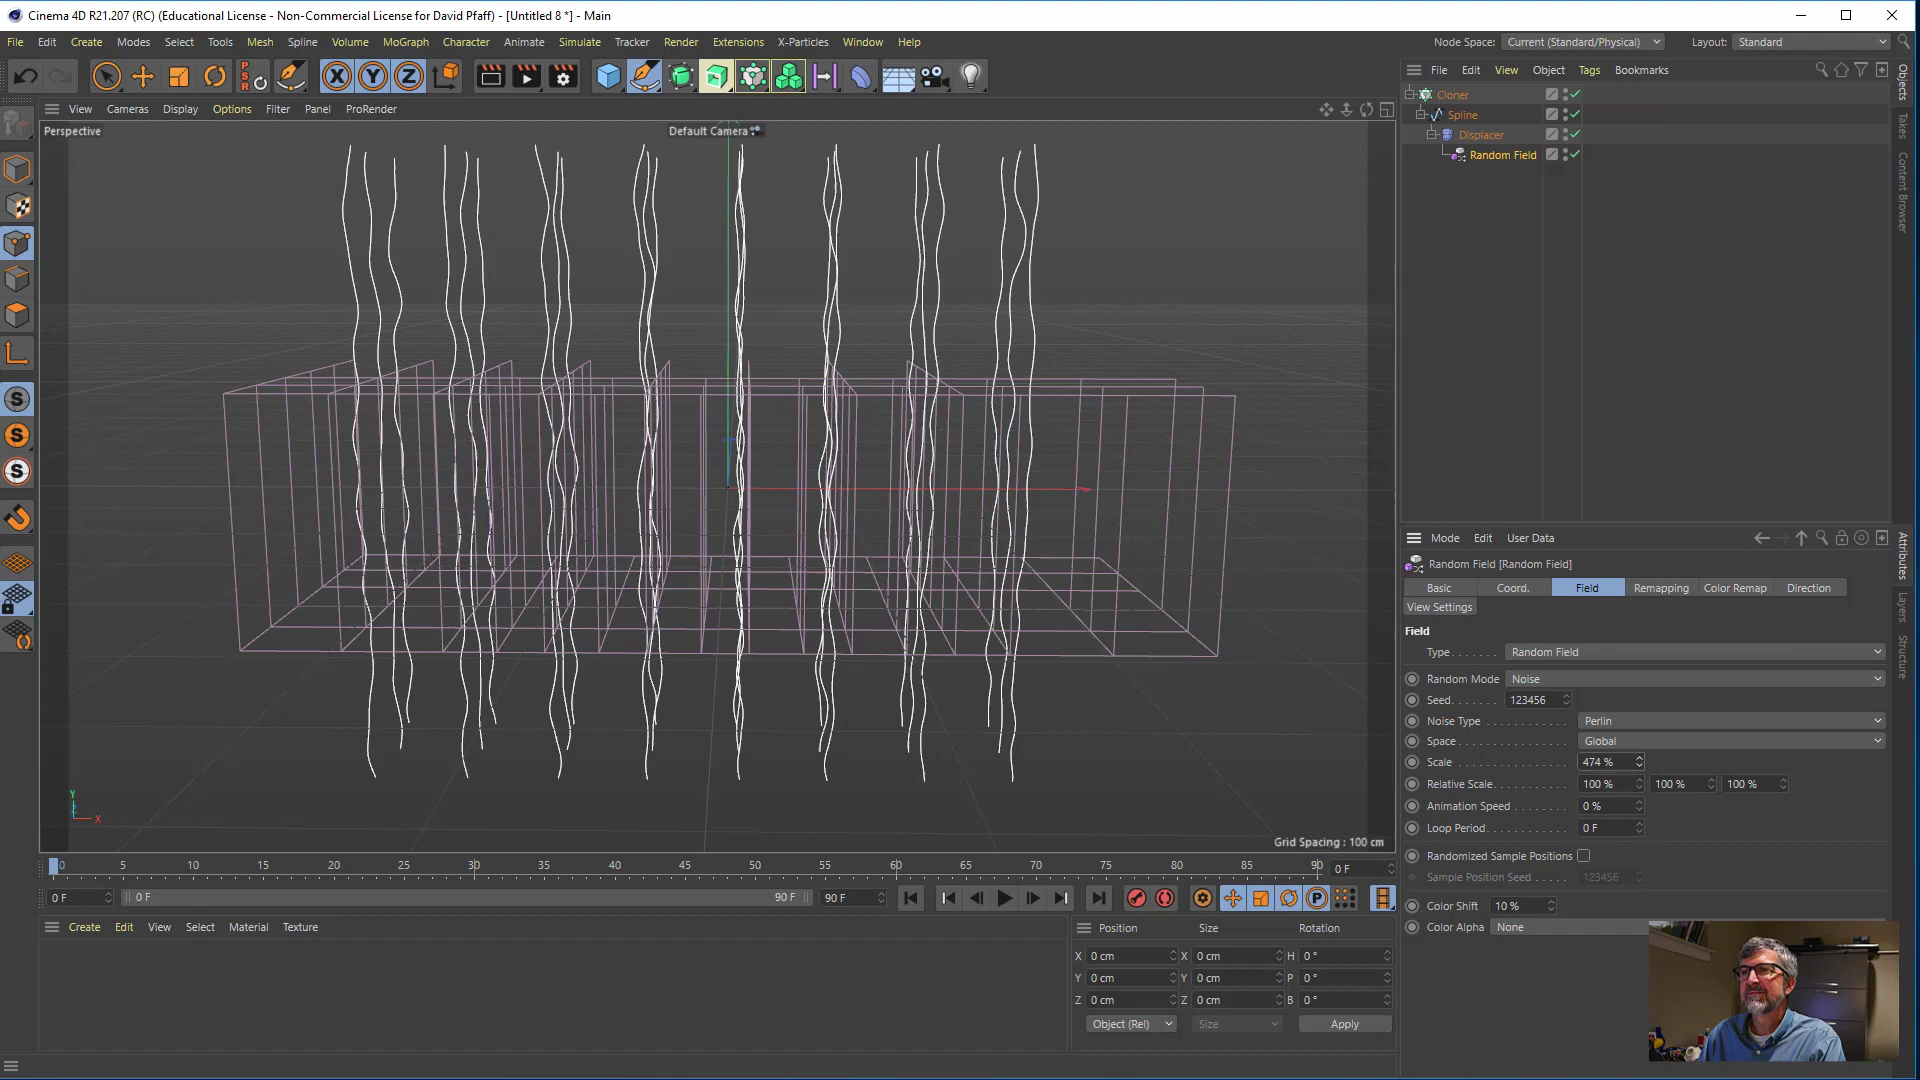 Cinema 4D R21.207 (RC) (Educational License - Non-Commercial License for David Pfaff) - [Untitled 8 *] - Main
File Edit Create Modes Select Tools Mesh Spline Volume MoGraph Character Animate Simulate Tracker Render Extensions X-Particles Window Help Node Space: Current (Standard/Physical) Layout: Standard
PSR X Y Z
File Edit View Object Tags Bookmarks
View Cameras Display Options Filter Panel ProRender
Perspective Default Camera
Cloner
Spline
Displacer
Random Field
Objects
Takes
Content Browser
Y
Z
X
Grid Spacing : 100 cm
Mode Edit User Data
Random Field [Random Field]
Basic Coord. Field Remapping Color Remap Direction
View Settings
Field
Type Random Field
Random Mode Noise
Seed 123456
Noise Type Perlin
Space Global
Scale 474 %
Relative Scale 100 % 100 % 100 %
Animation Speed 0 %
Loop Period 0 F
Randomized Sample Positions
Sample Position Seed 123456
Color Shift 10 %
Color Alpha None
Attributes
Layers
Structure
0 5 10 15 20 25 30 35 40 45 50 55 60 65 70 75 80 85 90 0 F
0 F 0 F 90 F 90 F
Create Edit View Select Material Texture
Position Size Rotation
X 0 cm X 0 cm H 0 °
Y 0 cm Y 0 cm P 0 °
Z 0 cm Z 0 cm B 0 °
Object (Rel) Size Apply